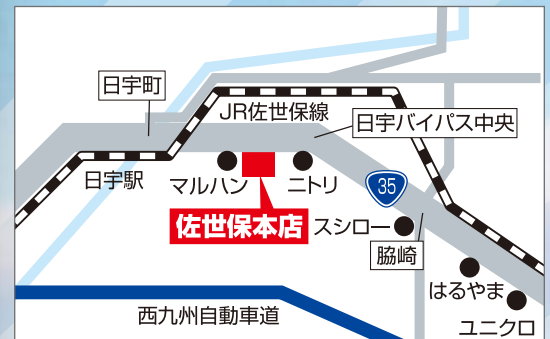 日宇町
JR佐世保線
日宇バイパス中央
日宇駅
マルハン
ニトリ
35
佐世保本店
スシロー
脇崎
はるやま
西九州自動車道
ユニクロ